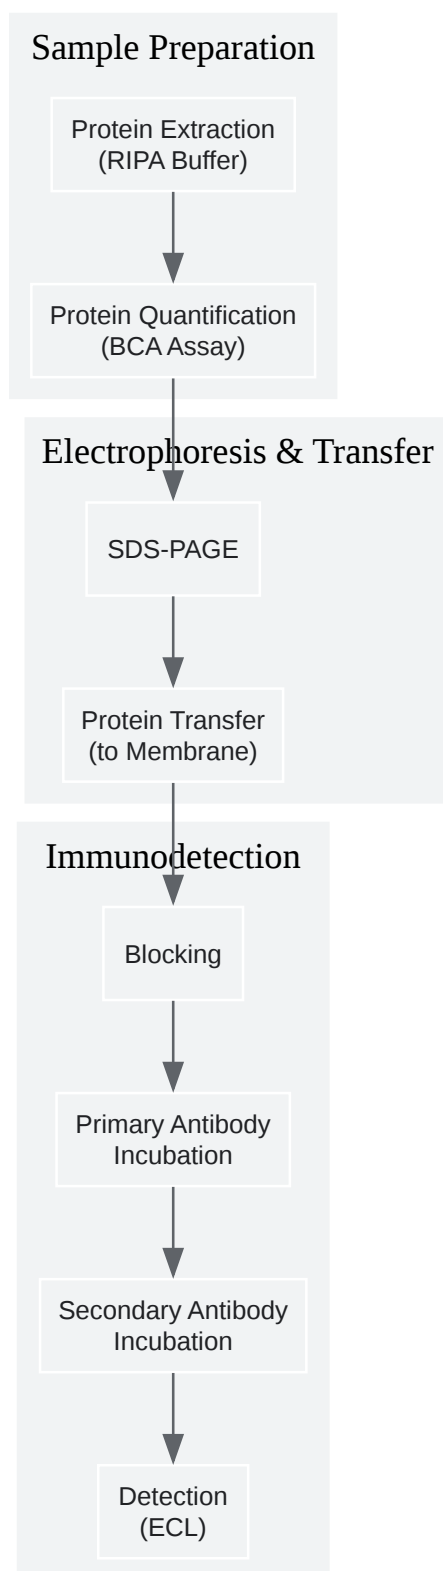 Sample Preparation
Protein Extraction
(RIPA Buffer)
Protein Quantification
(BCA Assay)
Electrophoresis & Transfer
SDS-PAGE
Protein Transfer
(to Membrane)
Immunodetection
Blocking
Primary Antibody
Incubation
Secondary Antibody
Incubation
Detection
(ECL)